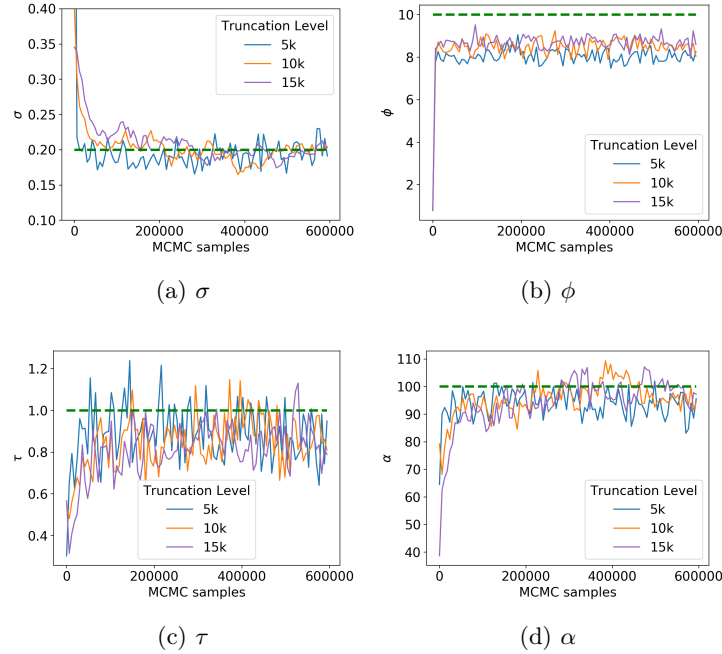 0.40
0.35
0.30
0.25
0.20
0.15
0.10
σ
Truncation Level
5k
10k
15k
0 200000 400000 600000
MCMC samples
(a) σ
10
8
6
4
2
ϕ
Truncation Level
5k
10k
15k
0 200000 400000 600000
MCMC samples
(b) ϕ
1.2
1.0
0.8
0.6
0.4
τ
Truncation Level
5k
10k
15k
0 200000 400000 600000
MCMC samples
(c) τ
110
100
90
80
70
60
50
40
α
Truncation Level
5k
10k
15k
0 200000 400000 600000
MCMC samples
(d) α